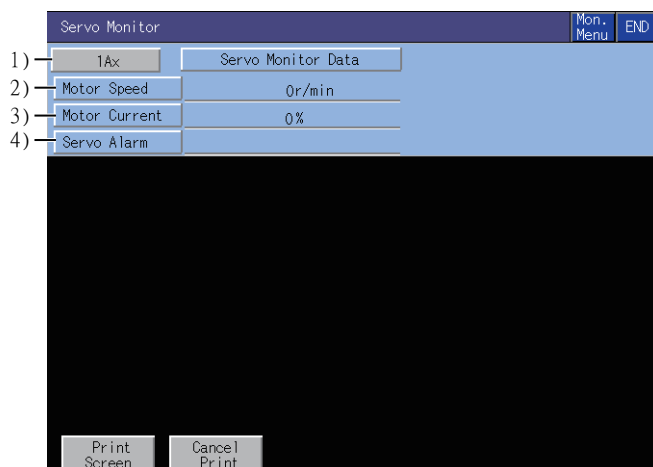 Servo Monitor
Mon.
Menu
END
1)
1Ax
Servo Monitor Data
2)
Motor Speed
0r/min
3)
Motor Current
0%
4)
Servo Alarm
Print
Screen
Cancel
Print